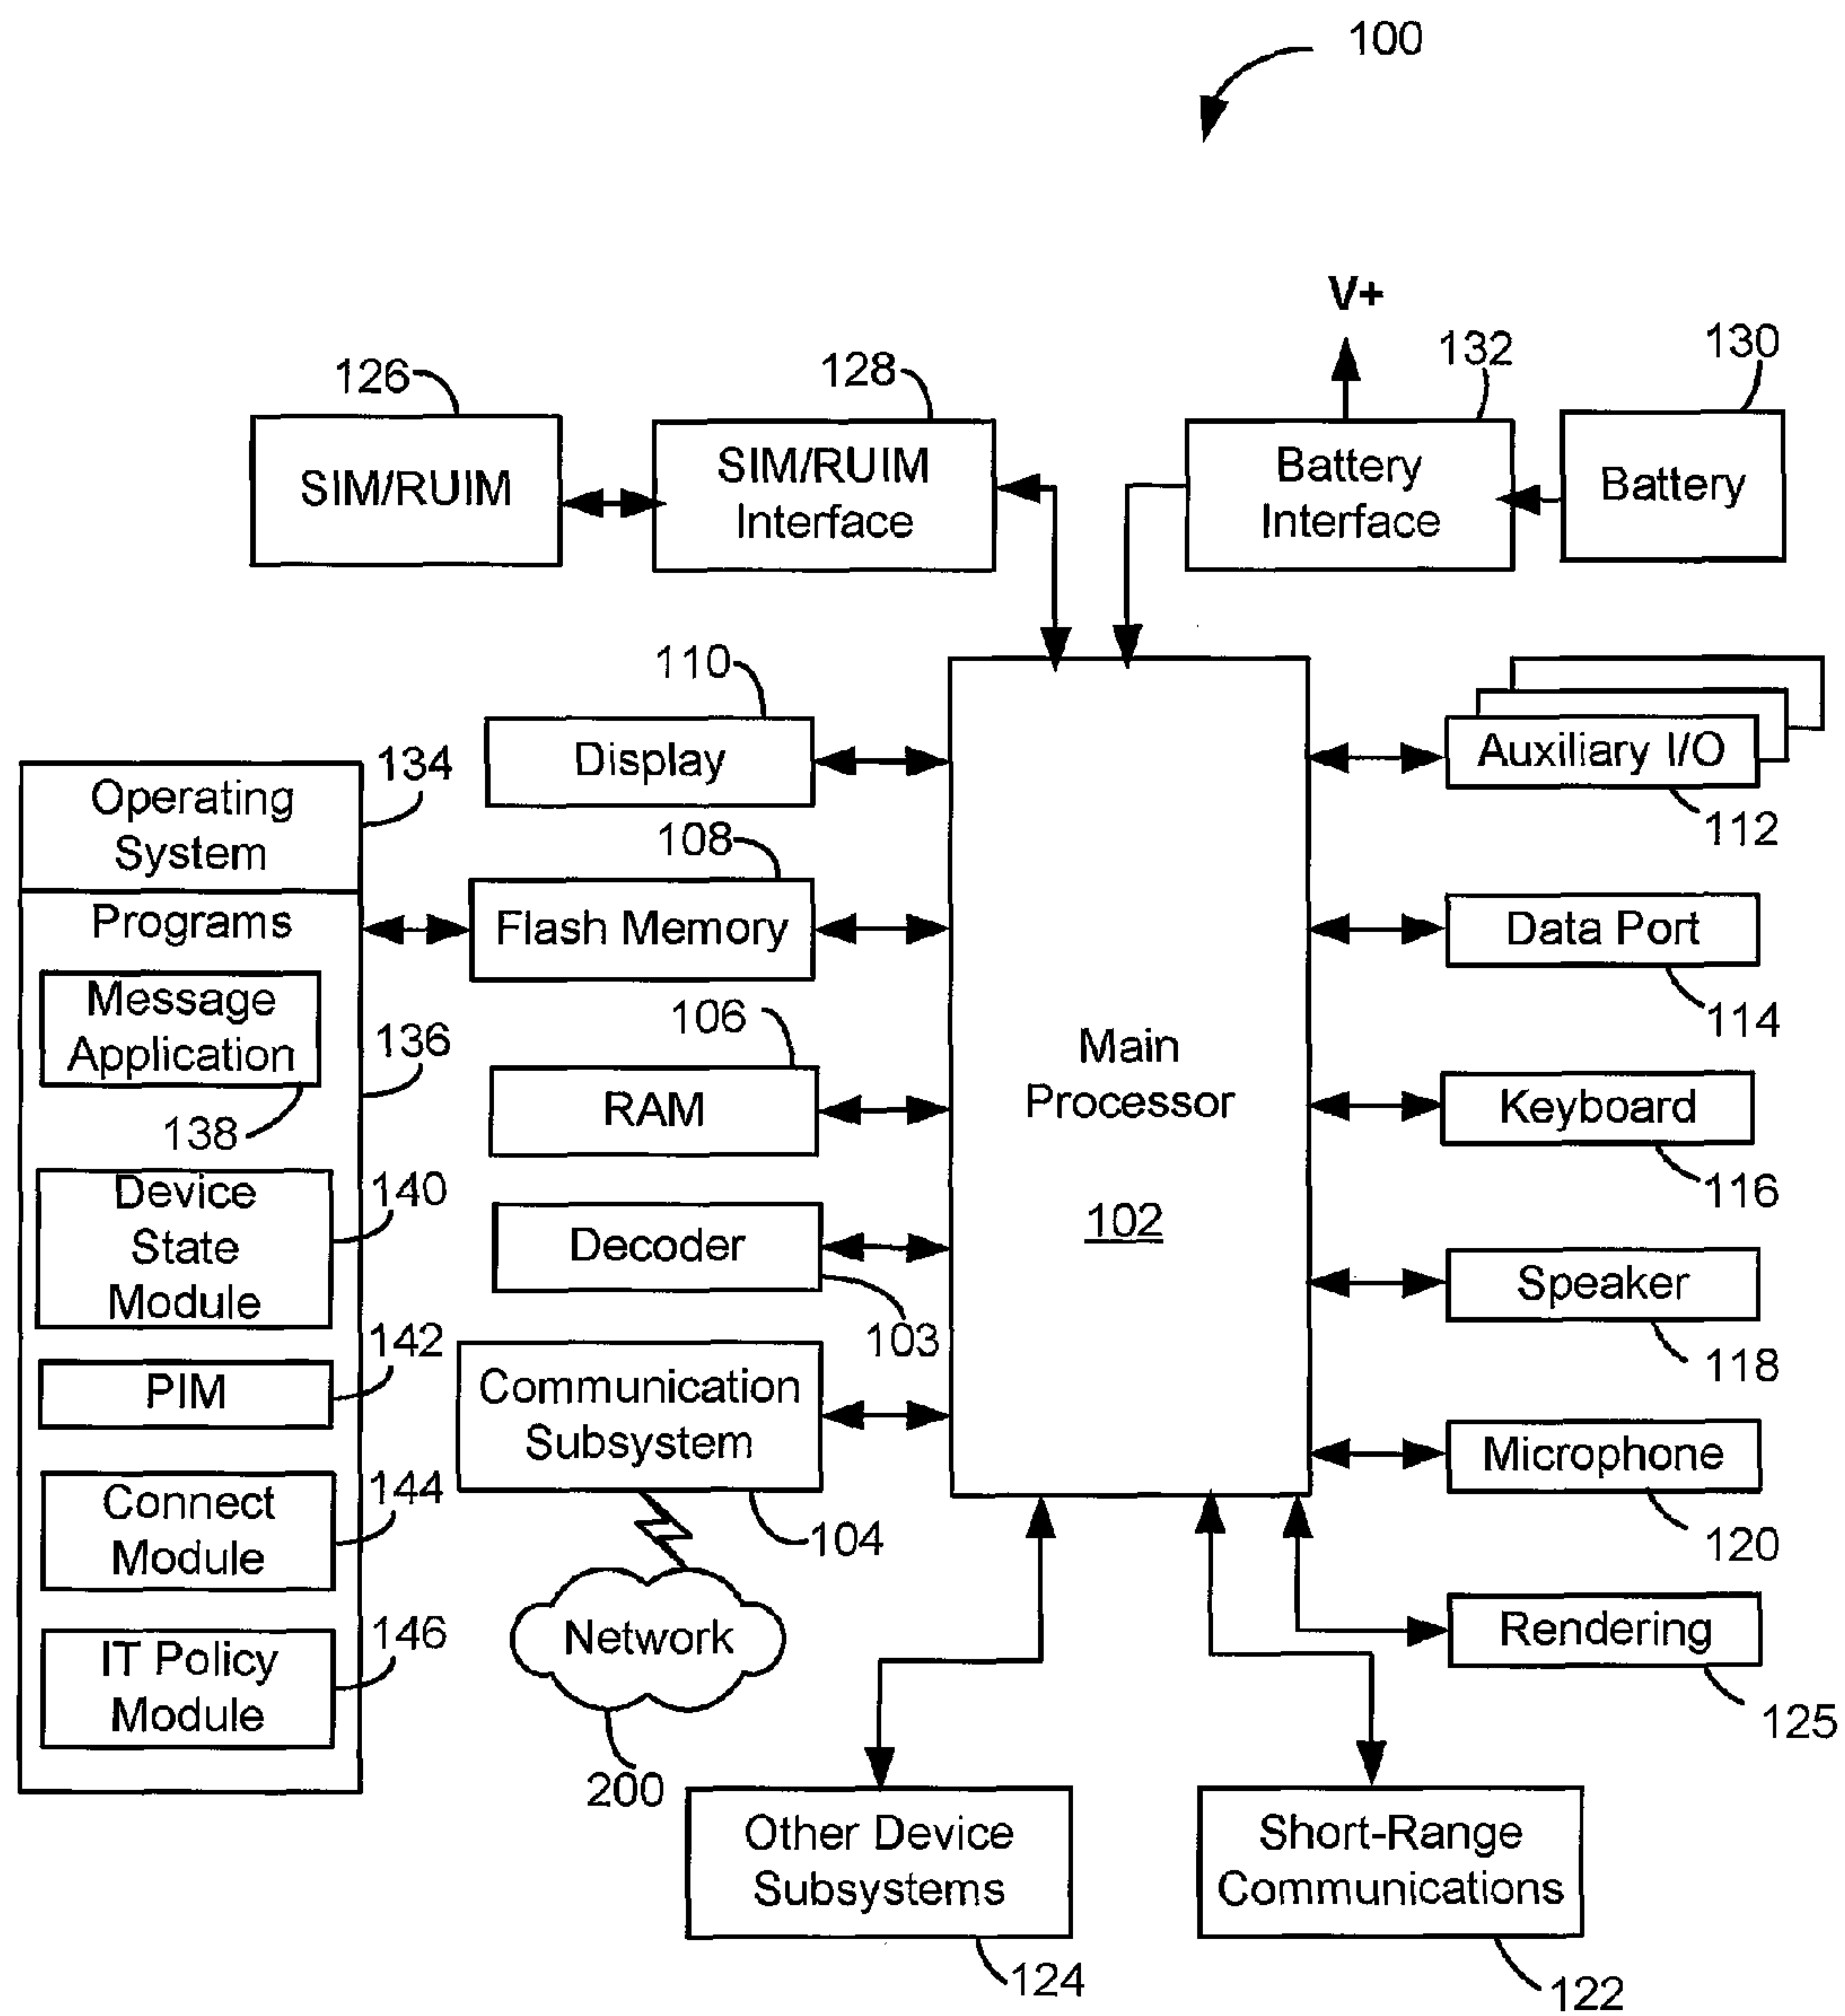 100
V+
126
128
132
130
SIM/RUIM
SIM/RUIM
Interface
Battery
Interface
Battery
110
Display
Auxiliary I/O
112
134
Operating
System
108
Flash Memory
Data Port
114
Programs
Message
Application
138
136
106
RAM
Main
Processor
102
Keyboard
116
Device
State
Module
140
Decoder
103
Speaker
118
PIM
142
Communication
Subsystem
104
Microphone
120
Connect
Module
144
Network
200
Rendering
125
IT Policy
Module
146
Other Device
Subsystems
124
Short-Range
Communications
122